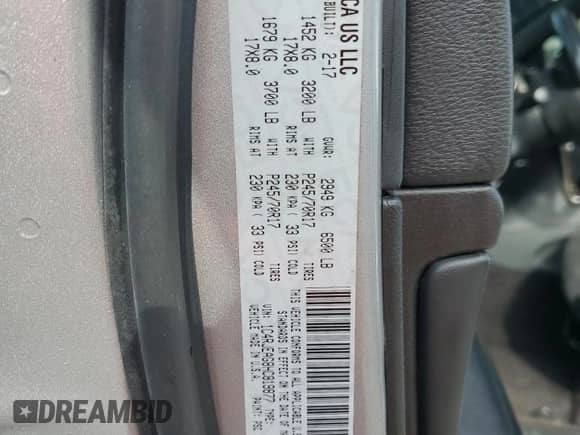 CA US LLC
(BUILT): 2-17 GVWR: 2949 KG 6500 LB
1452 KG 3200 LB WITH P245/70R17 TIRES
17X8.0 RIMS AT 230 KPA ( 33 PSI) COLD
1679 KG 3700 LB WITH P245/70R17 TIRES
17X8.0 RIMS AT 230 KPA ( 33 PSI) COLD
THIS VEHICLE CONFORMS TO ALL APPLICABLE
STANDARDS IN EFFECT ON THE DATE OF
VIN: TYPE:
VEHICLE MADE IN U.S.A. PAINT:
DREAMBID